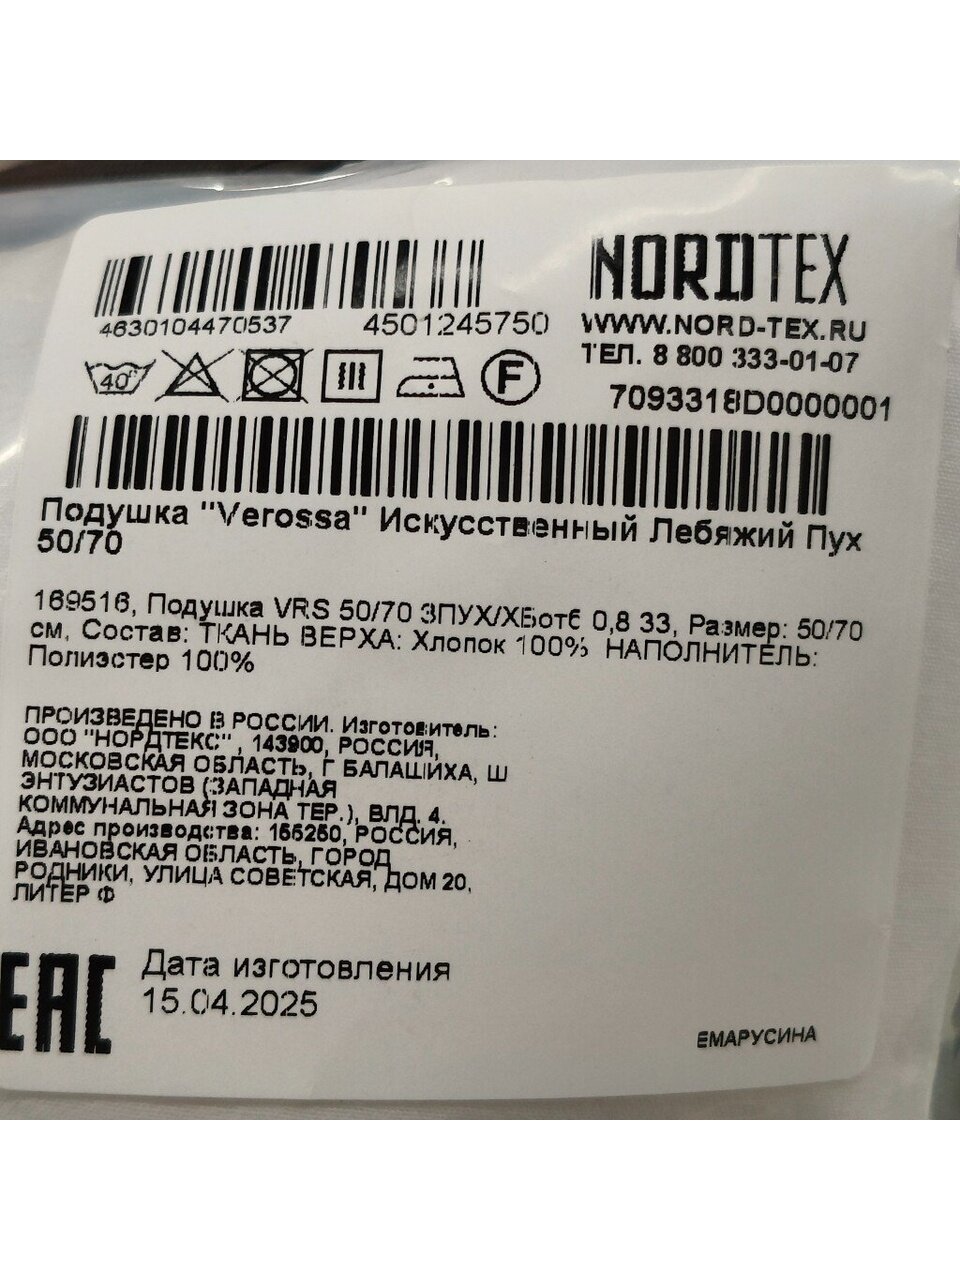 NORDTEX
4630104470537 4501245750
WWW.NORD-TEX.RU
ТЕЛ. 8 800 333-01-07
40°
F
7093318D0000001
Подушка "Verossa" Искусственный Лебяжий Пух
50/70
169516, Подушка VRS 50/70 ЗПУХ/ХБотб 0,8 33, Размер: 50/70
см, Состав: ТКАНЬ ВЕРХА: Хлопок 100% НАПОЛНИТЕЛЬ:
Полиэстер 100%
ПРОИЗВЕДЕНО В РОССИИ. Изготовитель:
ООО "НОРДТЕКС" , 143900, РОССИЯ,
МОСКОВСКАЯ ОБЛАСТЬ, Г БАЛАШИХА, Ш
ЭНТУЗИАСТОВ (ЗАПАДНАЯ
КОММУНАЛЬНАЯ ЗОНА ТЕР.), ВЛД. 4.
Адрес производства: 155250, РОССИЯ,
ИВАНОВСКАЯ ОБЛАСТЬ, ГОРОД
РОДНИКИ, УЛИЦА СОВЕТСКАЯ, ДОМ 20,
ЛИТЕР Ф
EAC
Дата изготовления
15.04.2025
ЕМАРУСИНА